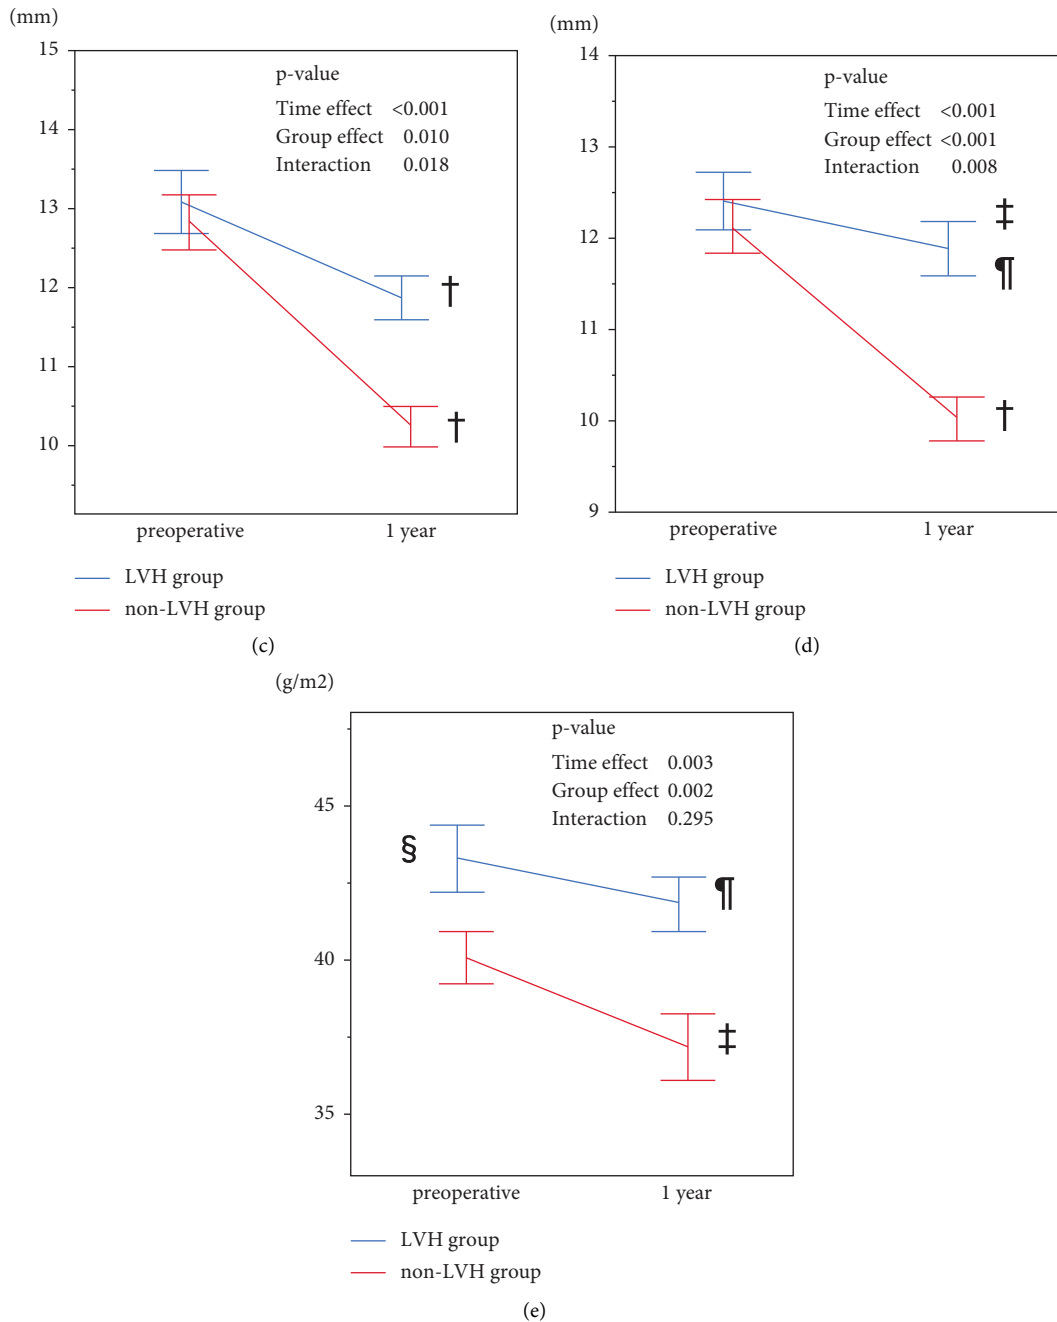 (mm)
15
14
13
12
11
10
p-value
Time effect <0.001
Group effect 0.010
Interaction 0.018
†
†
preoperative 1 year
LVH group
non-LVH group
(c)
(mm)
14
13
12
11
10
9
p-value
Time effect <0.001
Group effect <0.001
Interaction 0.008
‡
¶
†
preoperative 1 year
LVH group
non-LVH group
(d)
(g/m2)
45
40
35
p-value
Time effect 0.003
Group effect 0.002
Interaction 0.295
§
¶
‡
preoperative 1 year
LVH group
non-LVH group
(e)